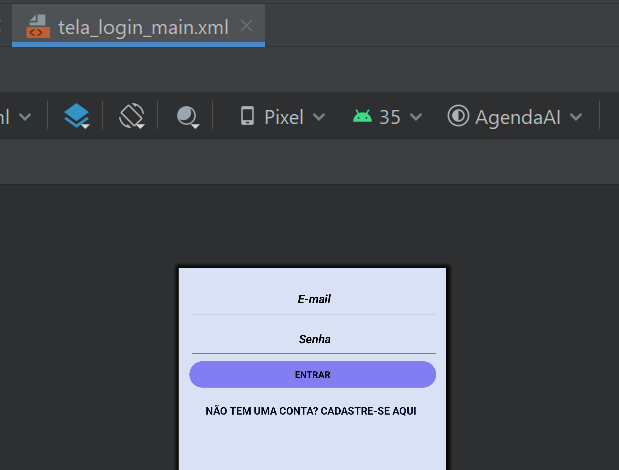 tela_login_main.xml
Pixel 35 AgendaAI
E-mail
Senha
ENTRAR
NÃO TEM UMA CONTA? CADASTRE-SE AQUI